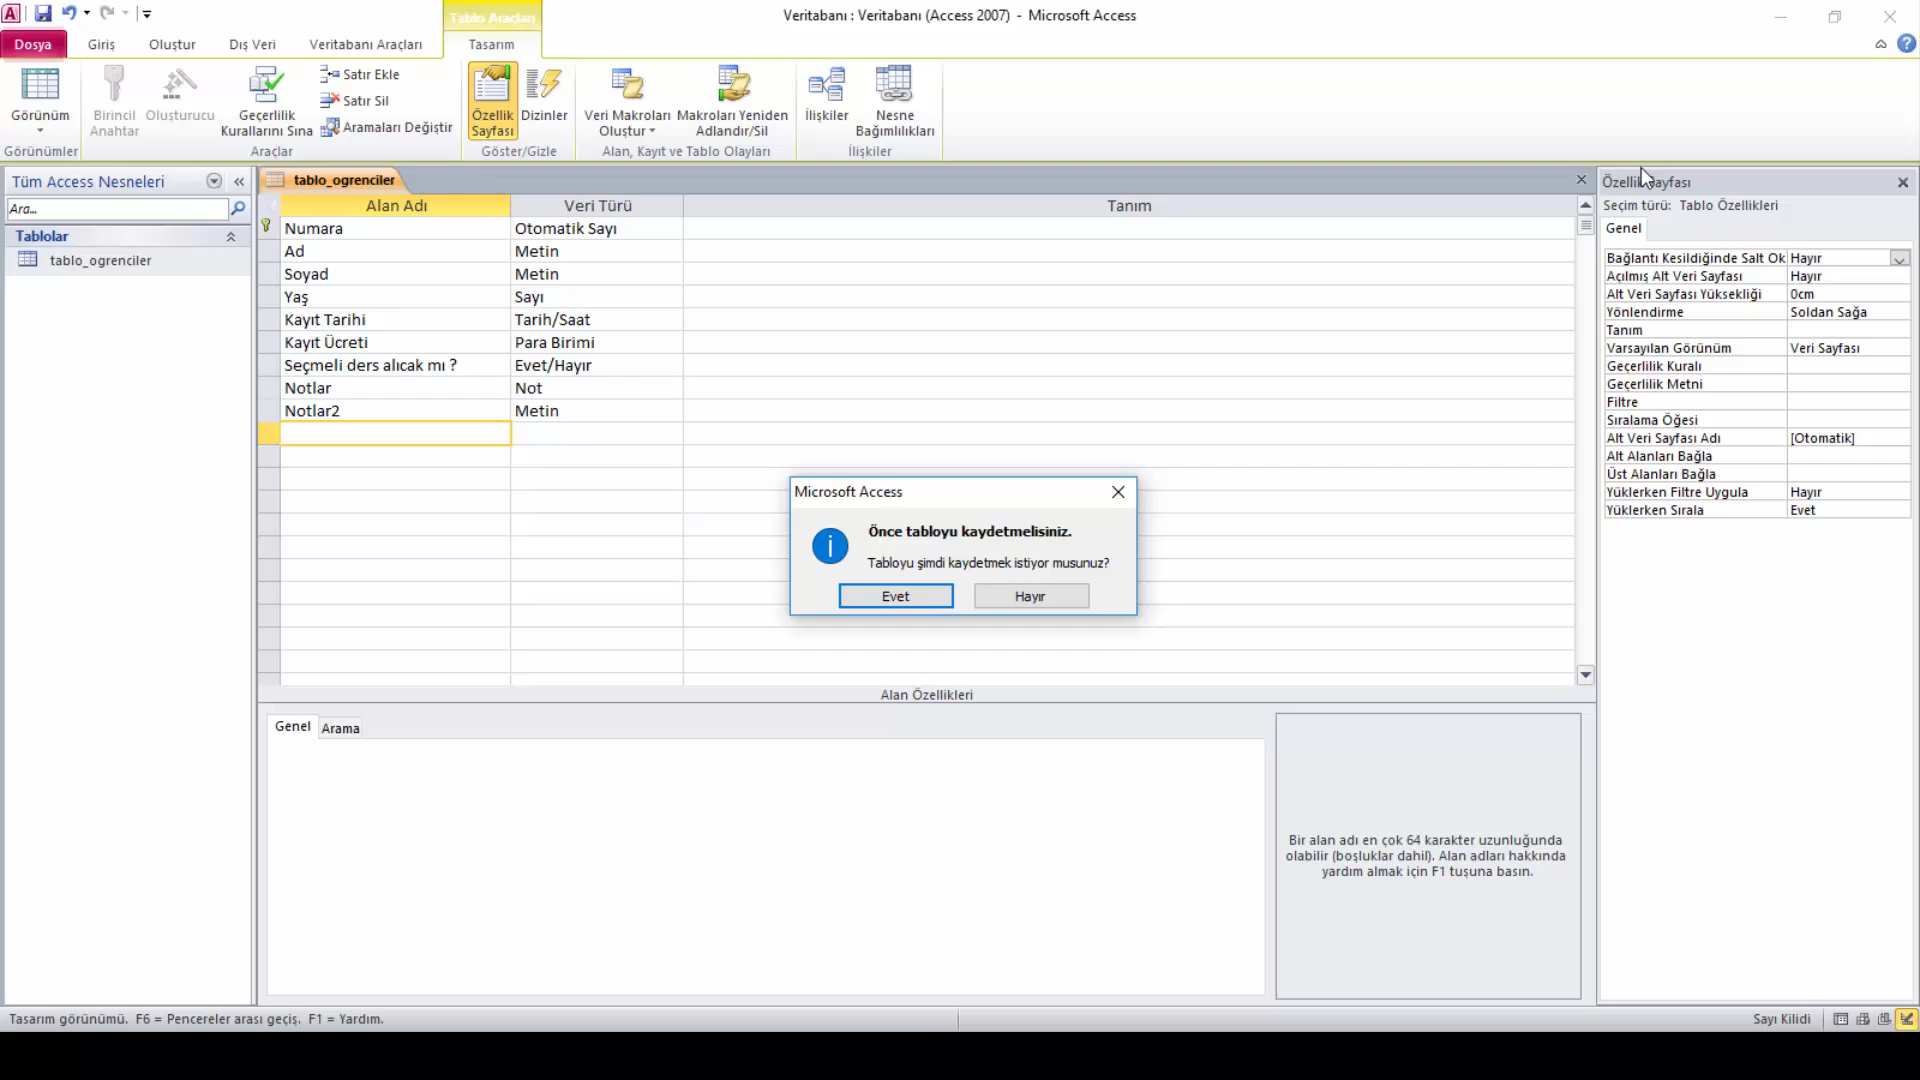 Veritabanı : Veritabanı (Access 2007) - Microsoft Access
Tablo Araçları
Dosya Giriş Oluştur Dış Veri Veritabanı Araçları Tasarım
Görünüm
Birincil Anahtar
Oluşturucu
Geçerlilik Kurallarını Sına
Satır Ekle
Satır Sil
Aramaları Değiştir
Özellik Sayfası
Dizinler
Veri Makroları Oluştur
Makroları Yeniden Adlandır/Sil
İlişkiler
Nesne Bağımlılıkları
Görünümler Araçlar Göster/Gizle Alan, Kayıt ve Tablo Olayları İlişkiler
Tüm Access Nesneleri
Ara...
Tablolar
tablo_ogrenciler
tablo_ogrenciler
Alan Adı Veri Türü Tanım
Numara Otomatik Sayı
Ad Metin
Soyad Metin
Yaş Sayı
Kayıt Tarihi Tarih/Saat
Kayıt Ücreti Para Birimi
Seçmeli ders alıcak mı ? Evet/Hayır
Notlar Not
Notlar2 Metin
Microsoft Access
Önce tabloyu kaydetmelisiniz.
Tabloyu şimdi kaydetmek istiyor musunuz?
Evet Hayır
Alan Özellikleri
Genel Arama
Bir alan adı en çok 64 karakter uzunluğunda
olabilir (boşluklar dahil). Alan adları hakkında
yardım almak için F1 tuşuna basın.
Seçim türü: Tablo Özellikleri
Genel
Bağlantı Kesildiğinde Salt Ok Hayır
Açılmış Alt Veri Sayfası Hayır
Alt Veri Sayfası Yüksekliği 0cm
Yönlendirme Soldan Sağa
Tanım
Varsayılan Görünüm Veri Sayfası
Geçerlilik Kuralı
Geçerlilik Metni
Filtre
Sıralama Öğesi
Alt Veri Sayfası Adı [Otomatik]
Alt Alanları Bağla
Üst Alanları Bağla
Yüklerken Filtre Uygula Hayır
Yüklerken Sırala Evet
Tasarım görünümü. F6 = Pencereler arası geçiş. F1 = Yardım.
Sayı Kilidi